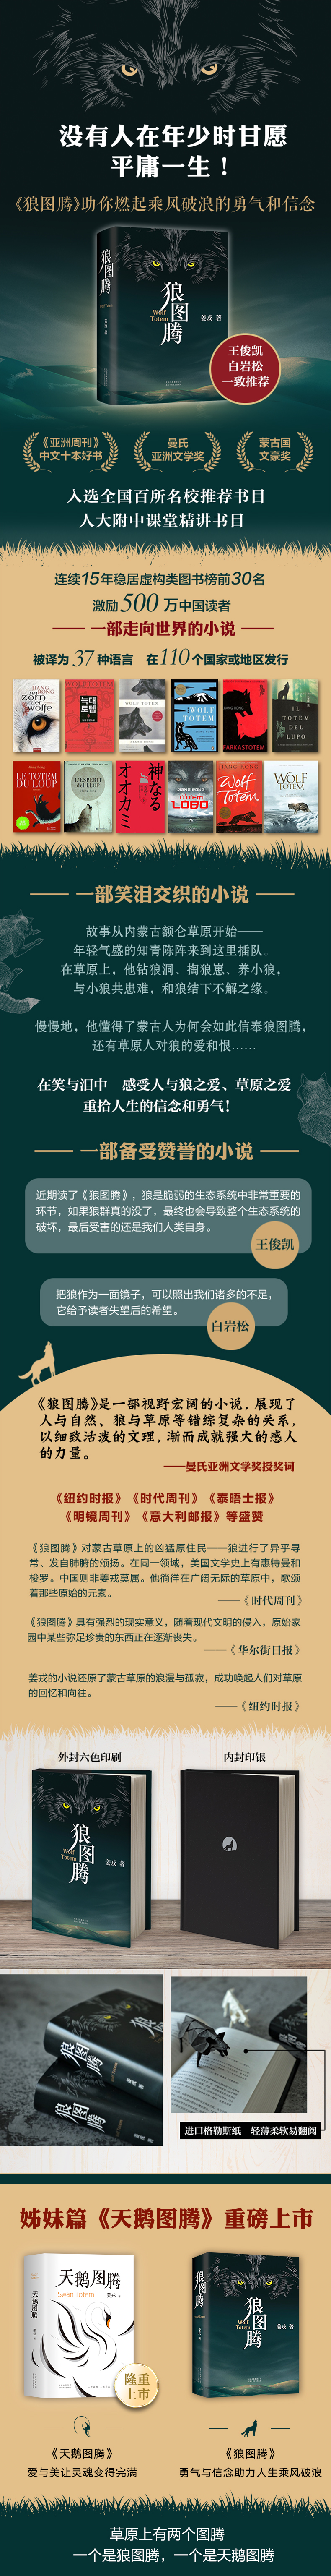 没有人在年少时甘愿
平庸一生！
《狼图腾》助你燃起乘风破浪的勇气和信念
狼图腾
狼图腾
Wolf
Totem
姜戎 著
王俊凯
白岩松
一致推荐
《亚洲周刊》
中文十本好书
曼氏
亚洲文学奖
蒙古国
文豪奖
入选全国百所名校推荐书目
人大附中课堂精讲书目
连续15年稳居虚构类图书榜前30名
激励500万中国读者
一部走向世界的小说
被译为37种语言 在110个国家或地区发行
JIANG RONG
der
zorn
der
wölfe
늑대
토템
WOLF TOTEM
WOLF
TOTEM
FARKASTOTEM
IL
TOTEM
DEL
LUPO
LE TOTEM
DU LOUP
神なる
オオカミ
TOTEM
LOBO
JIANG RONG
Wolf
Totem
WOLF
TOTEM
一部笑泪交织的小说
故事从内蒙古额仑草原开始——
年轻气盛的知青陈阵来到这里插队。
在草原上，他钻狼洞、掏狼崽、养小狼，
与小狼共患难，和狼结下不解之缘。
慢慢地，他懂得了蒙古人为何会如此信奉狼图腾，
还有草原人对狼的爱和恨……
在笑与泪中 感受人与狼之爱、草原之爱
重拾人生的信念和勇气！
一部备受赞誉的小说
近期读了《狼图腾》，狼是脆弱的生态系统中非常重要的
环节，如果狼群真的没了，最终也会导致整个生态系统的
破坏，最后受害的还是我们人类自身。
王俊凯
把狼作为一面镜子，可以照出我们诸多的不足，
它给予读者失望后的希望。
白岩松
《狼图腾》是一部视野宏阔的小说，展现了
人与自然、狼与草原等错综复杂的关系，
以细致活泼的文理，渐而成就强大的感人
的力量。
——曼氏亚洲文学奖授奖词
《纽约时报》《时代周刊》《泰晤士报》
《明镜周刊》《意大利邮报》等盛赞
《狼图腾》对蒙古草原上的凶猛原住民——狼进行了异乎寻
常、发自肺腑的颂扬。在同一领域，美国文学史上有惠特曼和
梭罗。中国则非姜戎莫属。他徜徉在广阔无际的草原中，歌颂
着那些原始的元素。
——《时代周刊》
《狼图腾》具有强烈的现实意义，随着现代文明的侵入，原始家
园中某些弥足珍贵的东西正在逐渐丧失。
——《华尔街日报》
姜戎的小说还原了蒙古草原的浪漫与孤寂，成功唤起人们对草原
的回忆和向往。
——《纽约时报》
外封六色印刷
内封印银
狼图腾
Wolf
Totem
姜戎 著
狼图腾
狼图腾
进口格勒斯纸 轻薄柔软易翻阅
姊妹篇《天鹅图腾》重磅上市
天鹅图腾
天鹅图腾
Swan Totem
姜戎 著
隆重
上市
狼图腾
狼图腾
Wolf
Totem
姜戎 著
《天鹅图腾》
爱与美让灵魂变得完满
《狼图腾》
勇气与信念助力人生乘风破浪
草原上有两个图腾
一个是狼图腾，一个是天鹅图腾